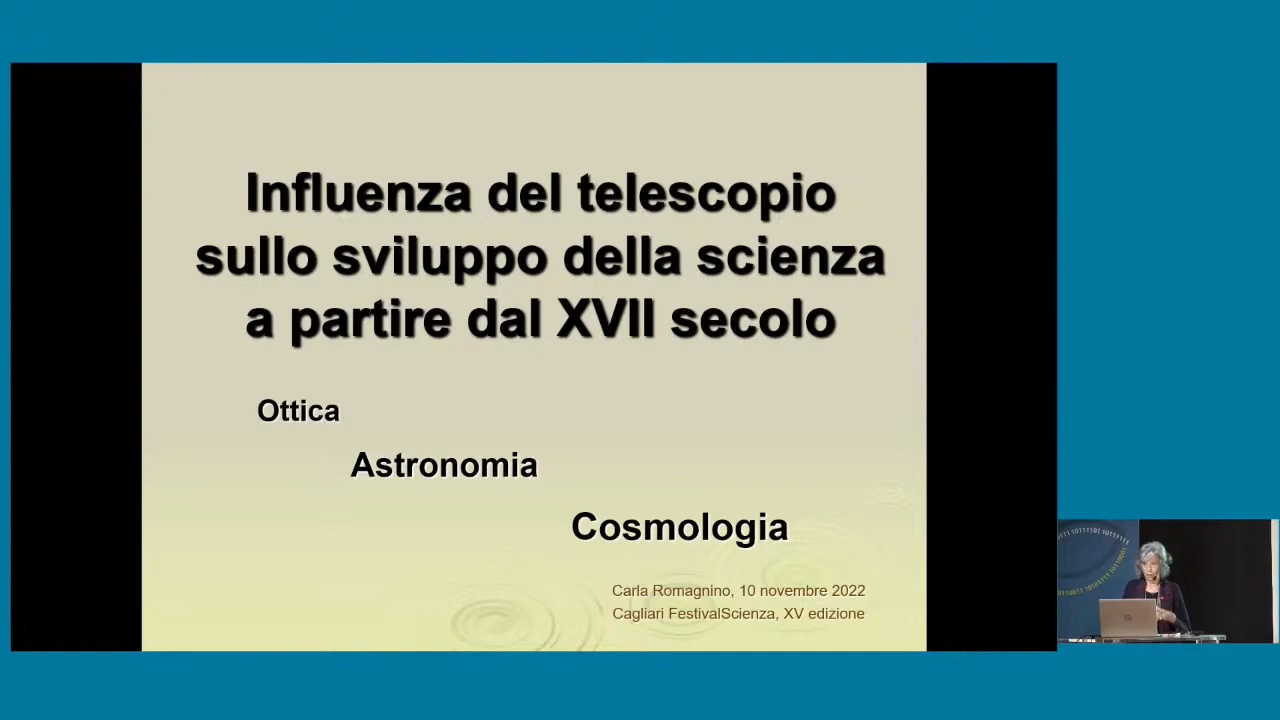 Influenza del telescopio
sullo sviluppo della scienza
a partire dal XVII secolo
Ottica
Astronomia
Cosmologia
Carla Romagnino, 10 novembre 2022
Cagliari FestivalScienza, XV edizione